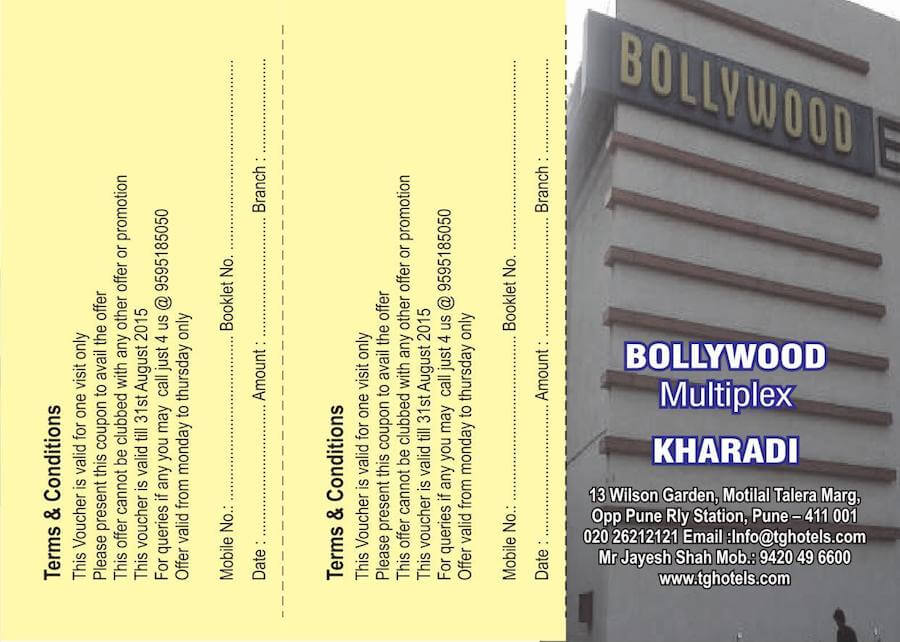 Terms & Conditions
This Voucher is valid for one visit only
Please present this coupon to avail the offer
This offer cannot be clubbed with any other offer or promotion
This voucher is valid till 31st August 2015
For queries if any you may  call just 4 us @ 9595185050
Offer valid from monday to thursday only
Mobile No.: .......................... Booklet No. ..........................................
Date : .......................... Amount : .......................... Branch : ....................
Terms & Conditions
This Voucher is valid for one visit only
Please present this coupon to avail the offer
This offer cannot be clubbed with any other offer or promotion
This voucher is valid till 31st August 2015
For queries if any you may  call just 4 us @ 9595185050
Offer valid from monday to thursday only
Mobile No.: .......................... Booklet No. ..........................................
Date : .......................... Amount : .......................... Branch : ....................
BOLLYWOOD E
BOLLYWOOD
Multiplex
KHARADI
13 Wilson Garden, Motilal Talera Marg,
Opp Pune Rly Station, Pune – 411 001
020 26212121 Email :Info@tghotels.com
Mr Jayesh Shah Mob.: 9420 49 6600
www.tghotels.com